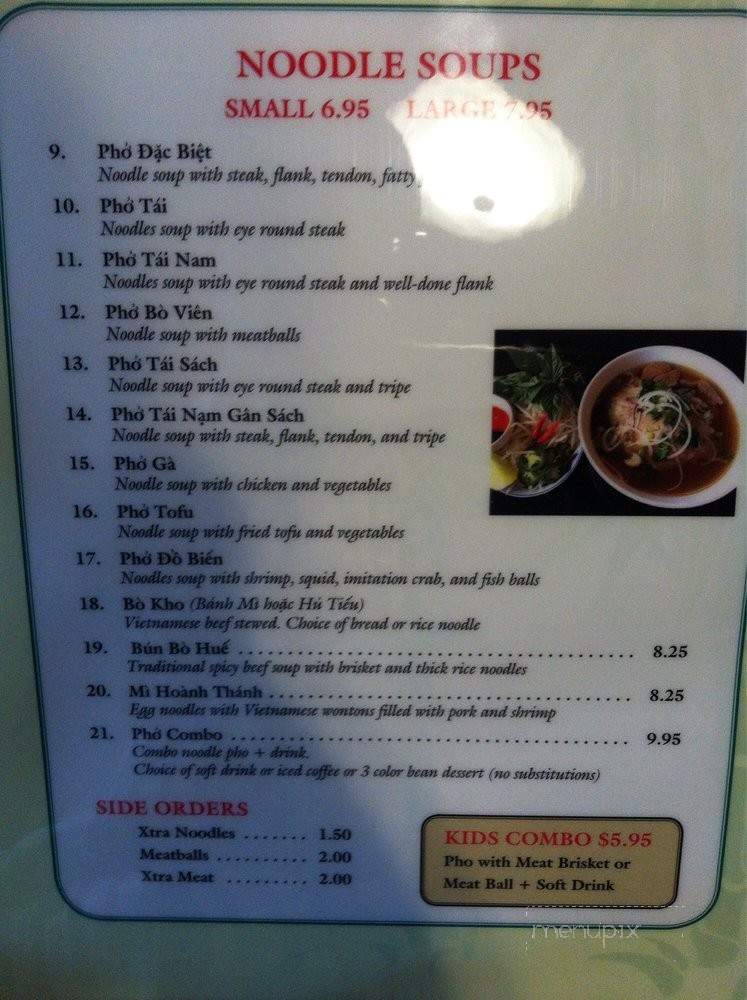 NOODLE SOUPS
SMALL 6.95 LARGE 7.95
9. Phở Đặc Biệt
Noodle soup with steak, flank, tendon, fatty
10. Phở Tái
Noodles soup with eye round steak
11. Phở Tái Nam
Noodles soup with eye round steak and well-done flank
12. Phở Bò Viên
Noodle soup with meatballs
13. Phở Tái Sách
Noodle soup with eye round steak and tripe
14. Phở Tái Nạm Gân Sách
Noodle soup with steak, flank, tendon, and tripe
15. Phở Gà
Noodle soup with chicken and vegetables
16. Phở Tofu
Noodle soup with fried tofu and vegetables
17. Phở Đồ Biển
Noodles soup with shrimp, squid, imitation crab, and fish balls
18. Bò Kho (Bánh Mì hoặc Hủ Tiếu)
Vietnamese beef stewed. Choice of bread or rice noodle
19. Bún Bò Huế 8.25
Traditional spicy beef soup with brisket and thick rice noodles
20. Mì Hoành Thánh 8.25
Egg noodles with Vietnamese wontons filled with pork and shrimp
21. Phở Combo 9.95
Combo noodle pho + drink.
Choice of soft drink or iced coffee or 3 color bean dessert (no substitutions)
SIDE ORDERS
Xtra Noodles ....... 1.50
Meatballs .......... 2.00
Xtra Meat ......... 2.00
KIDS COMBO $5.95
Pho with Meat Brisket or
Meat Ball + Soft Drink
menupix